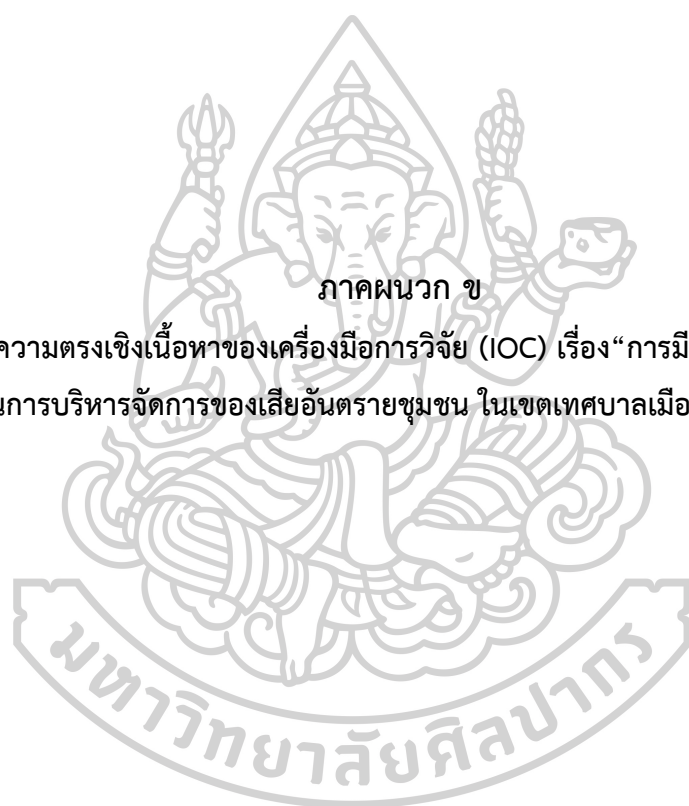 ภาคผนวก ข
ความตรงเชิงเนื้อหาของเครื่องมือการวิจัย (IOC) เรื่อง“การมี
การบริหารจัดการของเสียอันตรายชุมชน ในเขตเทศบาลเมือ
มหาวิทยาลัยศิลปากร